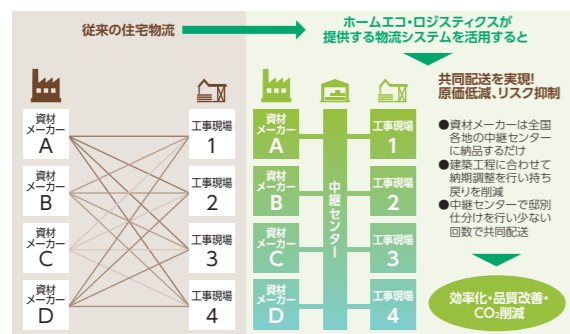 従来の住宅物流
ホームエコ・ロジスティクスが
提供する物流システムを活用すると
資材
メーカー
A
資材
メーカー
B
資材
メーカー
C
資材
メーカー
D
工事現場
1
工事現場
2
工事現場
3
工事現場
4
資材
メーカー
A
資材
メーカー
B
資材
メーカー
C
資材
メーカー
D
中継センター
工事現場
1
工事現場
2
工事現場
3
工事現場
4
共同配送を実現!
原価低減、リスク抑制
●資材メーカーは全国
各地の中継センター
に納品するだけ
●建築工程に合わせて
納期調整を行い持ち
戻りを削減
●中継センターで邸別
仕分けを行い少ない
回数で共同配送
効率化・品質改善・
CO₂削減